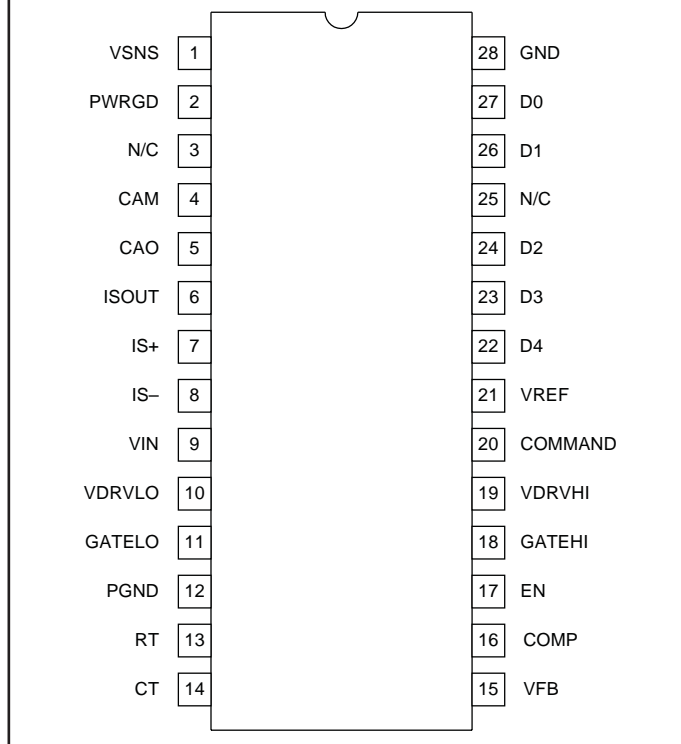 VSNS 1 28 GND
PWRGD 2 27 D0
N/C 3 26 D1
CAM 4 25 N/C
CAO 5 24 D2
ISOUT 6 23 D3
IS+ 7 22 D4
IS– 8 21 VREF
VIN 9 20 COMMAND
VDRVLO 10 19 VDRVHI
GATELO 11 18 GATEHI
PGND 12 17 EN
RT 13 16 COMP
CT 14 15 VFB